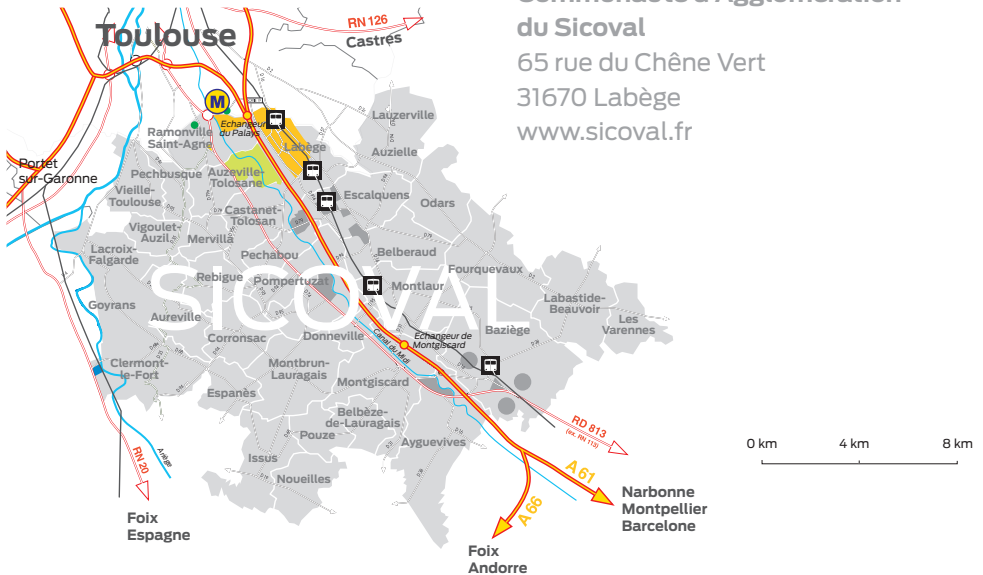 Communauté d'Agglomération
du Sicoval
65 rue du Chêne Vert
31670 Labège
www.sicoval.fr
RN 126
Toulouse
Castres
M
Echangeur
du Palays
Lauzerville
Ramonville
Saint-Agne
Labège
Auzielle
Portet
sur-Garonne
Pechbusque
Auzeville-
Tolosane
Vieille-
Toulouse
Escalquens
Odars
Castanet-
Tolosan
Vigoulet-
Auzil
Mervilla
Lacroix-
Falgarde
Pechabou
Belberaud
Fourquevaux
Rebigue
Pompertuzat
Montlaur
SICOVAL
Goyrans
Labastide-
Beauvoir
Les
Varennes
Aureville
Corronsac
Donneville
Canal du Midi
Echangeur de
Montgiscard
Baziège
Clermont-
le-Fort
Montbrun-
Lauragais
Montgiscard
Espanès
Belbèze-
de-Lauragais
Pouze
Ayguevives
Issus
Noueilles
RN 20
Ariège
RD 813
(ex. RN 113)
0 km 4 km 8 km
A 61
A 66
Narbonne
Montpellier
Barcelone
Foix
Espagne
Foix
Andorre